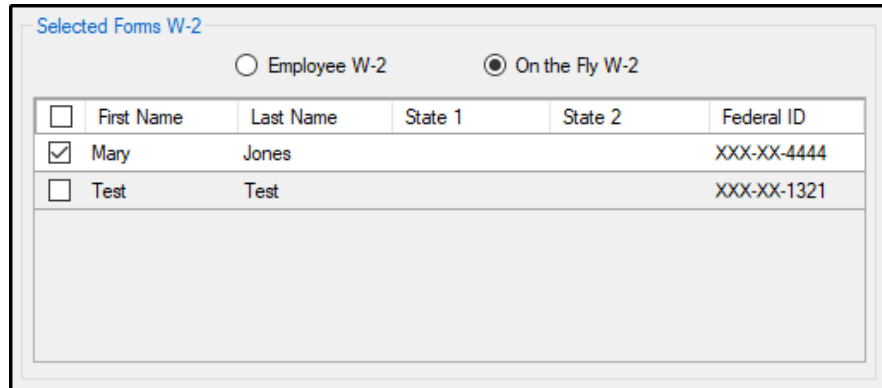 Selected Forms W-2
Employee W-2 On the Fly W-2
First Name Last Name State 1 State 2 Federal ID
Mary Jones XXX-XX-4444
Test Test XXX-XX-1321